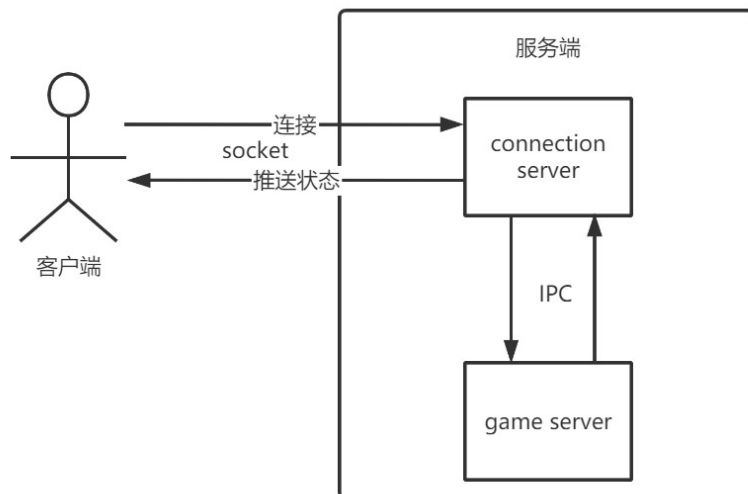 服务端
连接
socket
推送状态
connection
server
客户端
IPC
game server